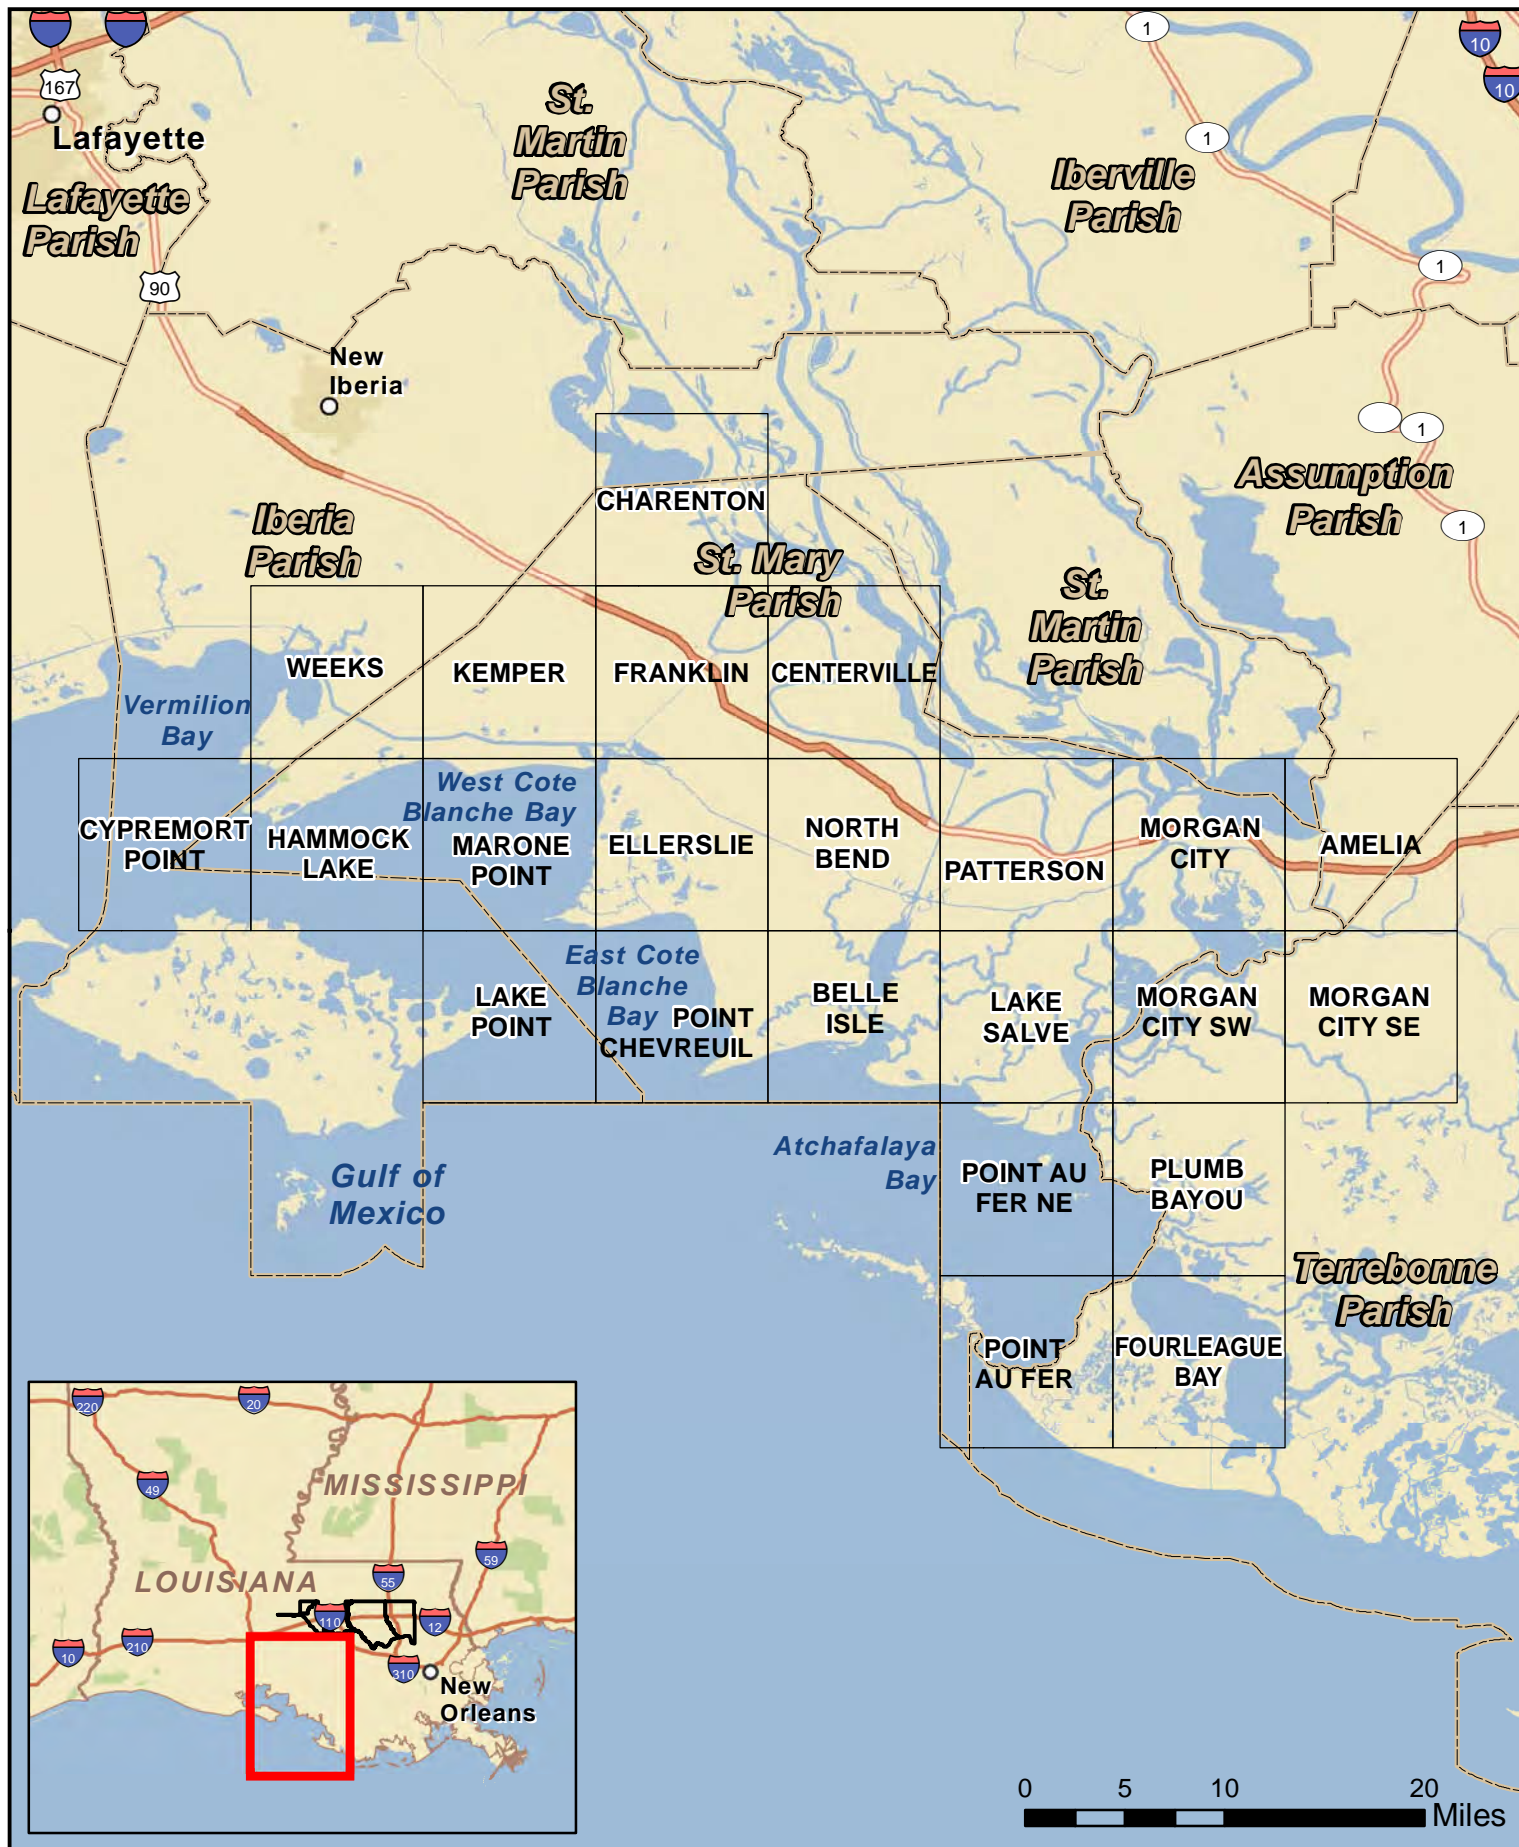 167
Lafayette
Lafayette
Parish
90
St.
Martin
Parish
1
10
10
1
Iberville
Parish
1
New
Iberia
1
Assumption
Parish
1
Iberia
Parish
CHARENTON
St. Mary
Parish
St.
Martin
Parish
WEEKS
KEMPER
FRANKLIN
CENTERVILLE
Vermilion
Bay
West Cote
Blanche Bay
CYPREMORT
POINT
HAMMOCK
LAKE
MARONE
POINT
ELLERSLIE
NORTH
BEND
PATTERSON
MORGAN
CITY
AMELIA
East Cote
Blanche
Bay
LAKE
POINT
POINT
CHEVREUIL
BELLE
ISLE
LAKE
SALVE
MORGAN
CITY SW
MORGAN
CITY SE
Gulf of
Mexico
Atchafalaya
Bay
POINT AU
FER NE
PLUMB
BAYOU
Terrebonne
Parish
POINT
AU FER
FOURLEAGUE
BAY
220
20
49
MISSISSIPPI
59
LOUISIANA
55
110
12
10
210
310
New
Orleans
0 5 10 20
Miles